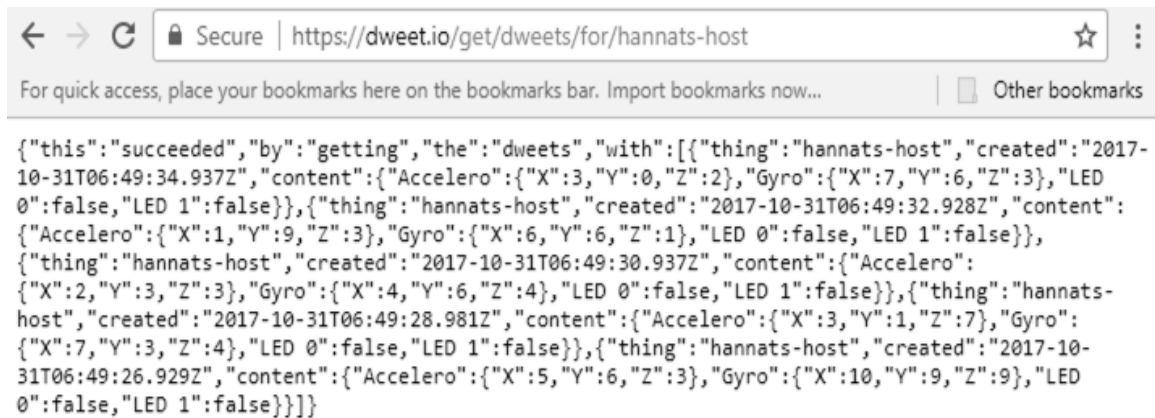 Secure | https://dweet.io/get/dweets/for/hannats-host
For quick access, place your bookmarks here on the bookmarks bar. Import bookmarks now...
Other bookmarks
{"this":"succeeded","by":"getting","the":"dweets","with":[{"thing":"hannats-host","created":"2017-
10-31T06:49:34.937Z","content":{"Accelero":{"X":3,"Y":0,"Z":2},"Gyro":{"X":7,"Y":6,"Z":3},"LED
0":false,"LED 1":false}},{"thing":"hannats-host","created":"2017-10-31T06:49:32.928Z","content":
{"Accelero":{"X":1,"Y":9,"Z":3},"Gyro":{"X":6,"Y":6,"Z":1},"LED 0":false,"LED 1":false}},
{"thing":"hannats-host","created":"2017-10-31T06:49:30.937Z","content":{"Accelero":
{"X":2,"Y":3,"Z":3},"Gyro":{"X":4,"Y":6,"Z":4},"LED 0":false,"LED 1":false}},{"thing":"hannats-
host","created":"2017-10-31T06:49:28.981Z","content":{"Accelero":{"X":3,"Y":1,"Z":7},"Gyro":
{"X":7,"Y":3,"Z":4},"LED 0":false,"LED 1":false}},{"thing":"hannats-host","created":"2017-10-
31T06:49:26.929Z","content":{"Accelero":{"X":5,"Y":6,"Z":3},"Gyro":{"X":10,"Y":9,"Z":9},"LED
0":false,"LED 1":false}}]}